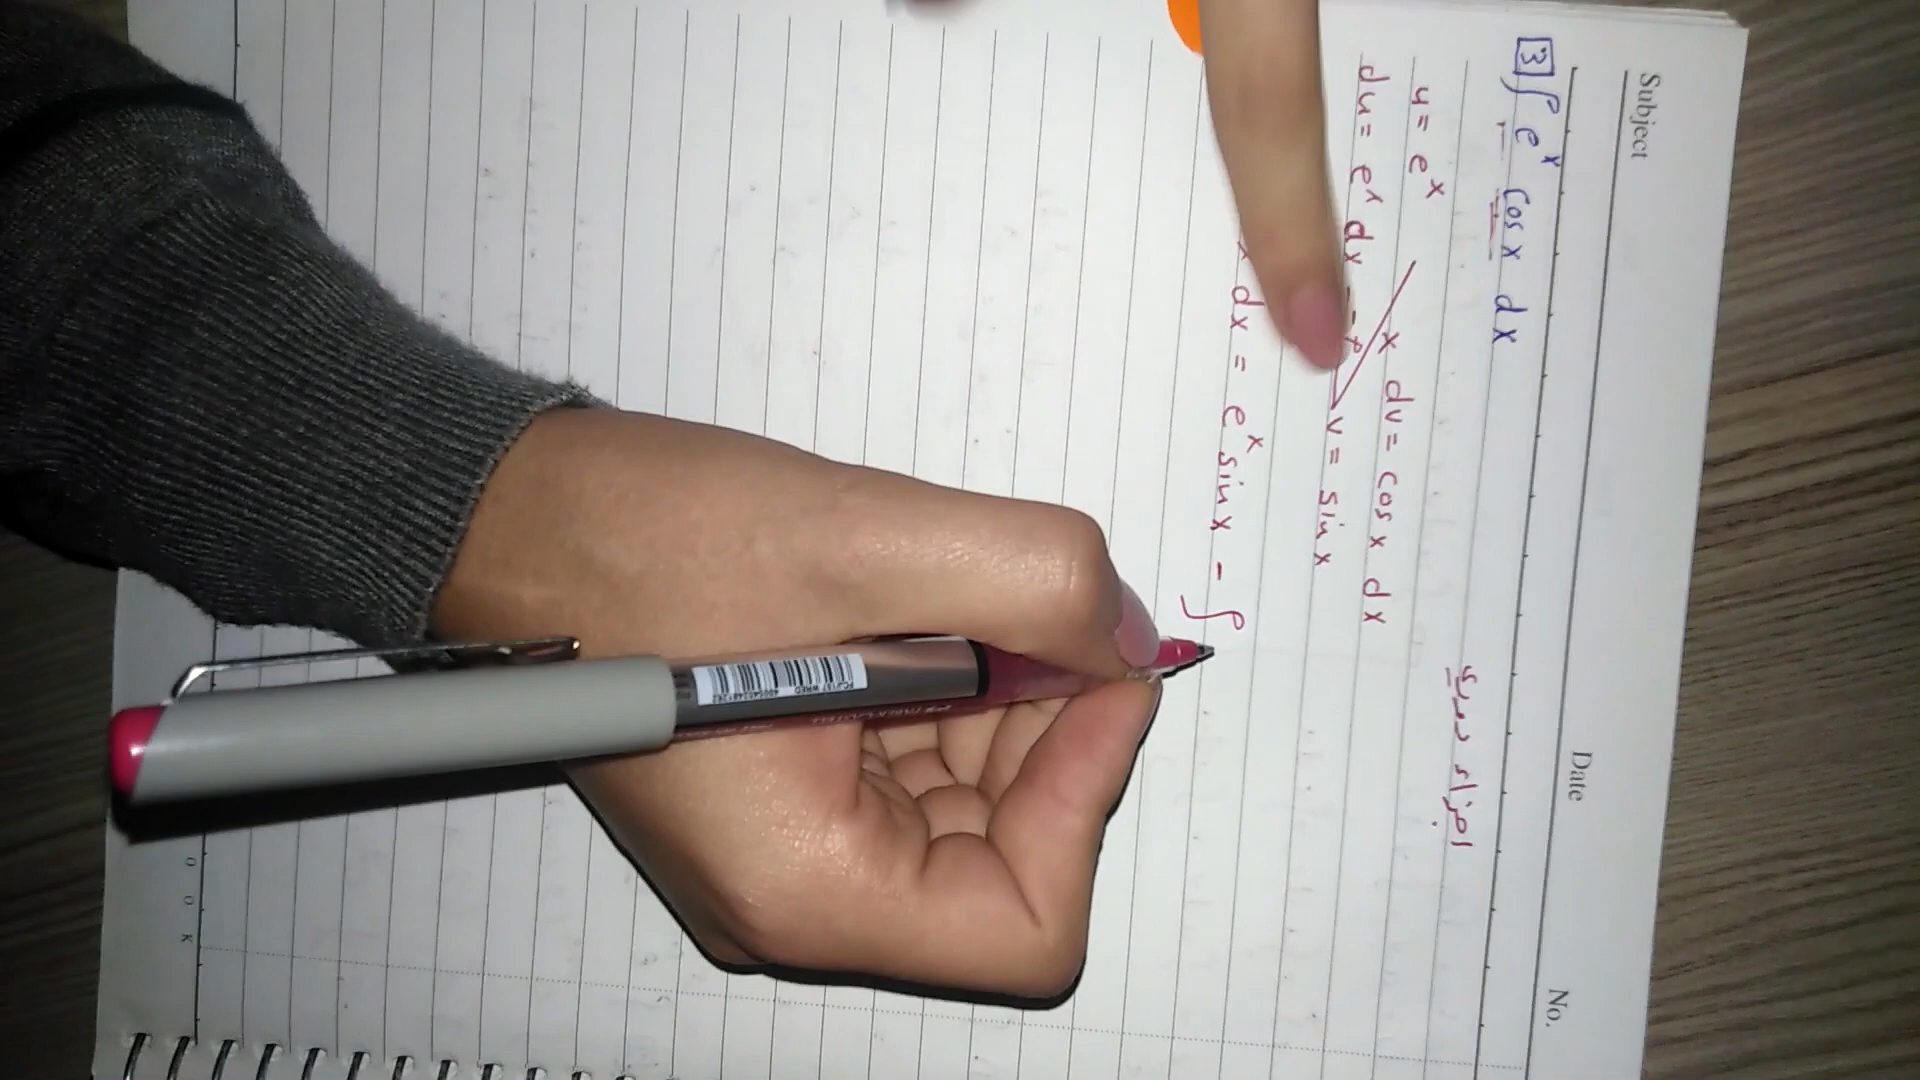 Subject
Date
No.
3 ∫ e^x cos x dx
اجزاء دوري
u = e^x dv = cos x dx
du = e^x dx v = sin x
x dx = e^x sin x - ∫